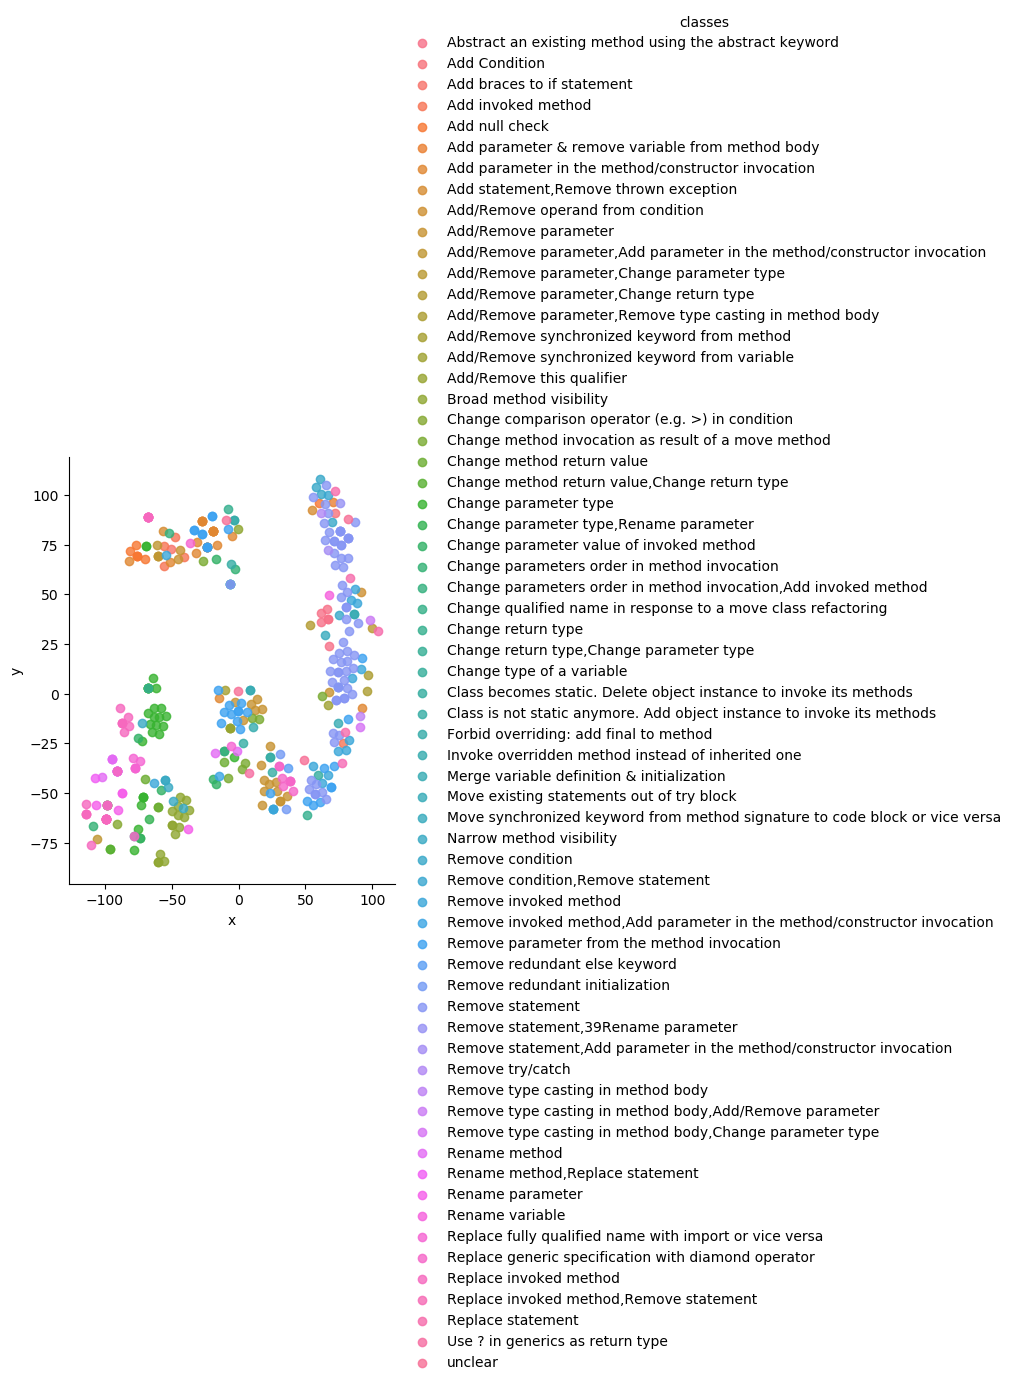 classes
Abstract an existing method using the abstract keyword
Add Condition
Add braces to if statement
Add invoked method
Add null check
Add parameter & remove variable from method body
Add parameter in the method/constructor invocation
Add statement,Remove thrown exception
Add/Remove operand from condition
Add/Remove parameter
Add/Remove parameter,Add parameter in the method/constructor invocation
Add/Remove parameter,Change parameter type
Add/Remove parameter,Change return type
Add/Remove parameter,Remove type casting in method body
Add/Remove synchronized keyword from method
Add/Remove synchronized keyword from variable
Add/Remove this qualifier
Broad method visibility
Change comparison operator (e.g. >) in condition
Change method invocation as result of a move method
Change method return value
Change method return value,Change return type
Change parameter type
Change parameter type,Rename parameter
Change parameter value of invoked method
Change parameters order in method invocation
Change parameters order in method invocation,Add invoked method
Change qualified name in response to a move class refactoring
Change return type
Change return type,Change parameter type
Change type of a variable
Class becomes static. Delete object instance to invoke its methods
Class is not static anymore. Add object instance to invoke its methods
Forbid overriding: add final to method
Invoke overridden method instead of inherited one
Merge variable definition & initialization
Move existing statements out of try block
Move synchronized keyword from method signature to code block or vice versa
Narrow method visibility
Remove condition
Remove condition,Remove statement
Remove invoked method
Remove invoked method,Add parameter in the method/constructor invocation
Remove parameter from the method invocation
Remove redundant else keyword
Remove redundant initialization
Remove statement
Remove statement,39Rename parameter
Remove statement,Add parameter in the method/constructor invocation
Remove try/catch
Remove type casting in method body
Remove type casting in method body,Add/Remove parameter
Remove type casting in method body,Change parameter type
Rename method
Rename method,Replace statement
Rename parameter
Rename variable
Replace fully qualified name with import or vice versa
Replace generic specification with diamond operator
Replace invoked method
Replace invoked method,Remove statement
Replace statement
Use ? in generics as return type
unclear
100
75
50
25
0
−25
−50
−75
y
−100 −50 0 50 100
x